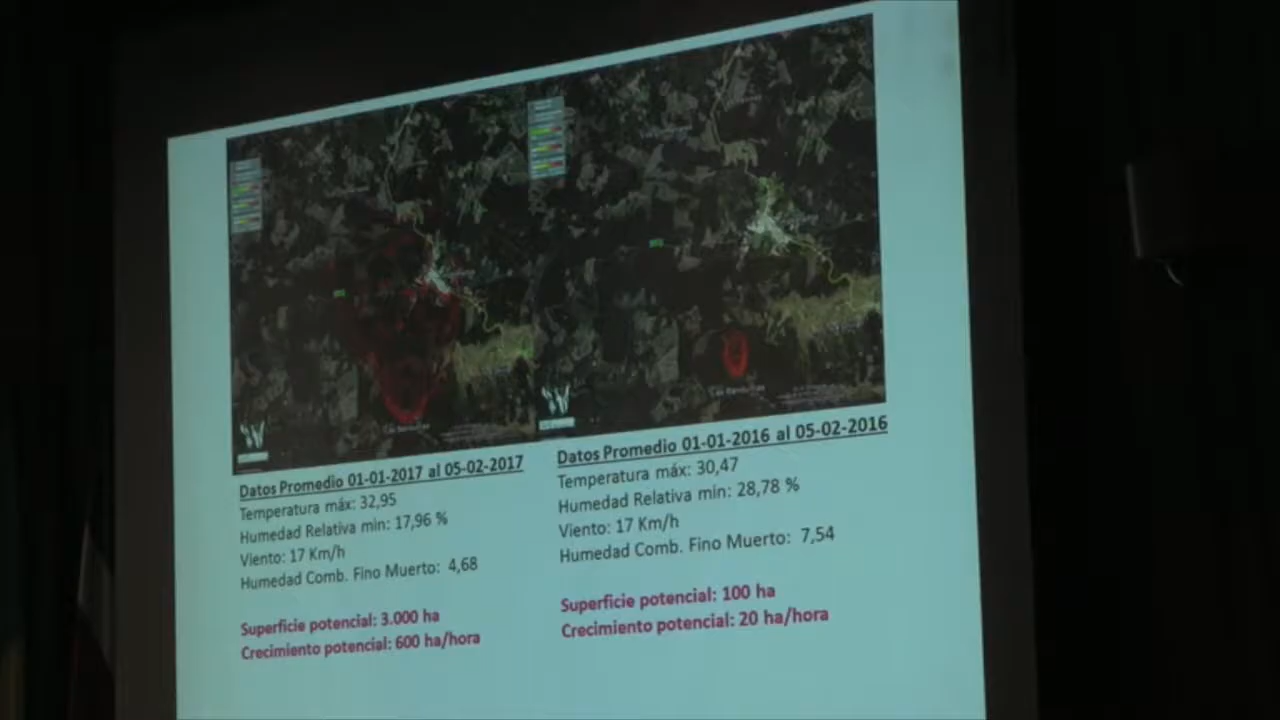 Datos Promedio 01-01-2017 al 05-02-2017
Temperatura máx: 32,95
Humedad Relativa min: 17,96 %
Viento: 17 Km/h
Humedad Comb. Fino Muerto: 4,68
Superficie potencial: 3.000 ha
Crecimiento potencial: 600 ha/hora
Datos Promedio 01-01-2016 al 05-02-2016
Temperatura máx: 30,47
Humedad Relativa min: 28,78 %
Viento: 17 Km/h
Humedad Comb. Fino Muerto: 7,54
Superficie potencial: 100 ha
Crecimiento potencial: 20 ha/hora